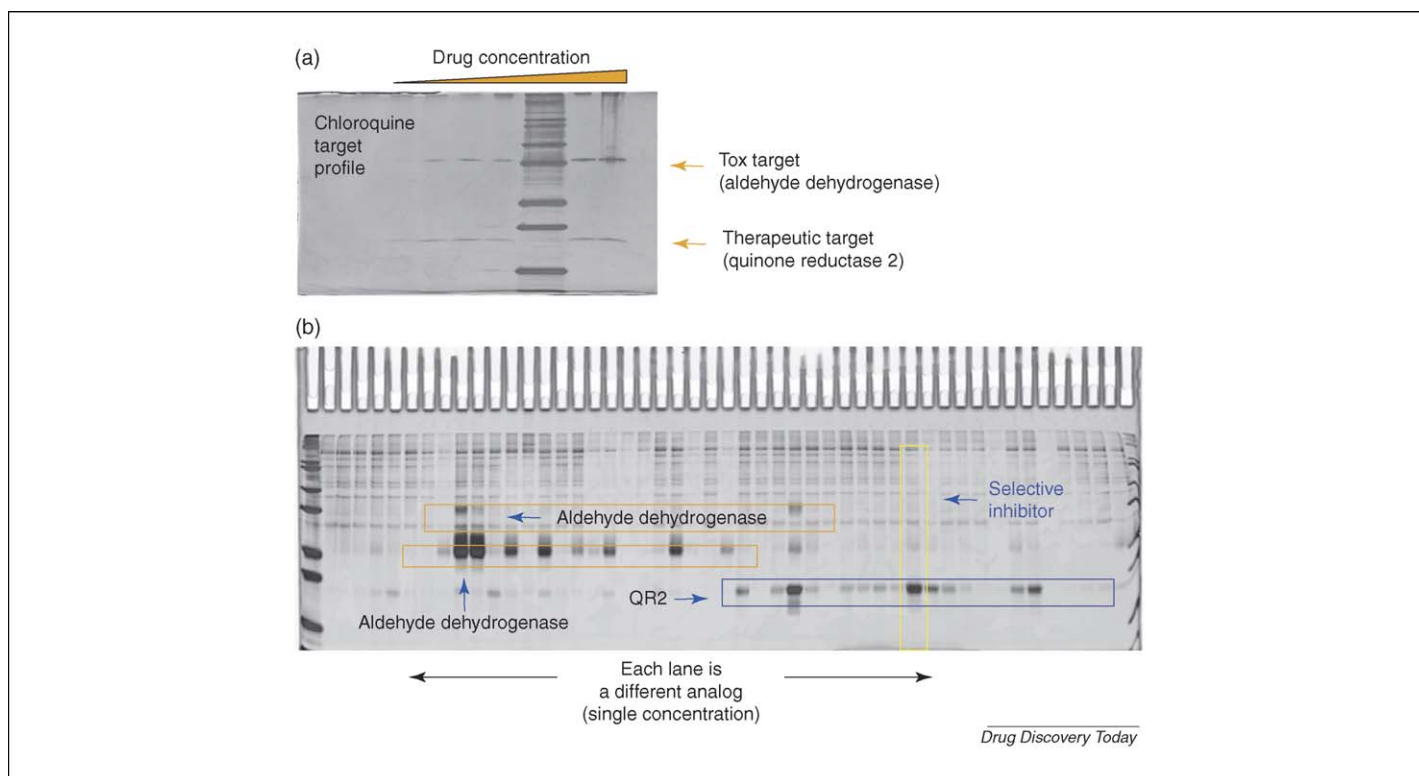 (a)
Drug concentration
Chloroquine
target
profile
Tox target
(aldehyde dehydrogenase)
Therapeutic target
(quinone reductase 2)
(b)
Selective
inhibitor
Aldehyde dehydrogenase
QR2
Aldehyde dehydrogenase
Each lane is
a different analog
(single concentration)
Drug Discovery Today